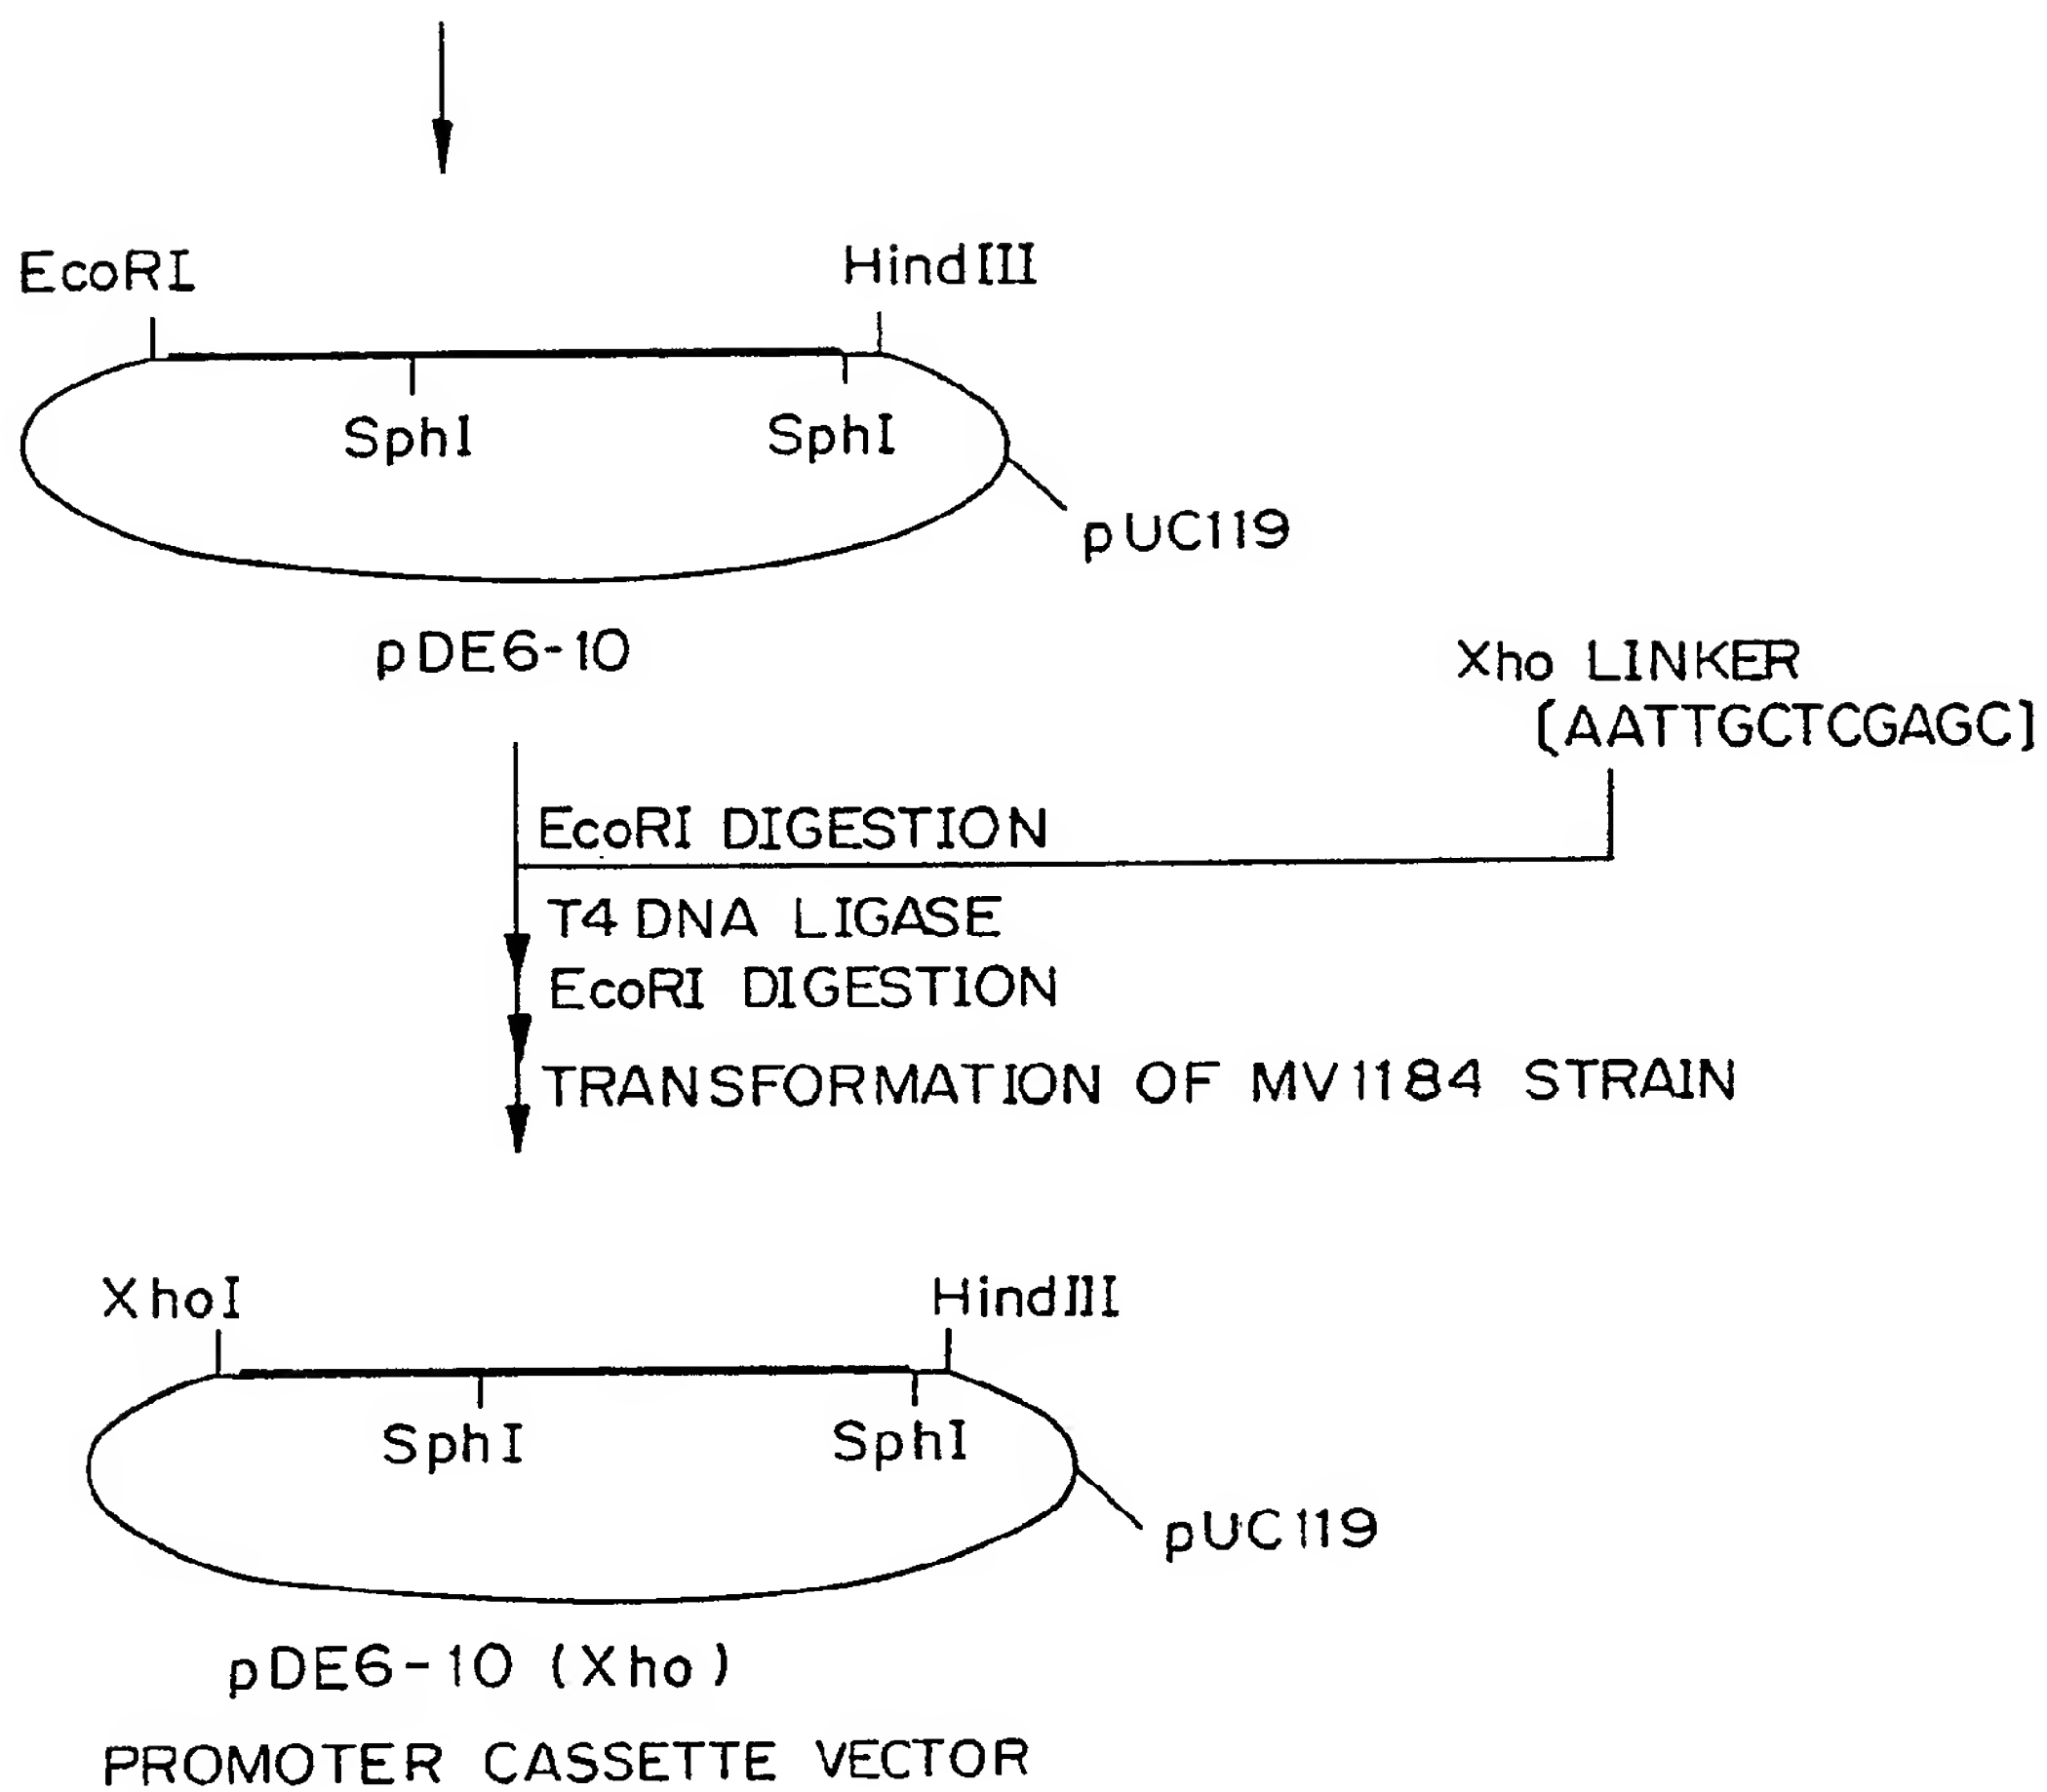 EcoRI
HindIII
SphI
SphI
pUC119
pDE6-10
Xho LINKER
[AATTGCTCGAGC]
EcoRI DIGESTION
T4 DNA LIGASE
EcoRI DIGESTION
TRANSFORMATION OF MV1184 STRAIN
XhoI
HindIII
SphI
SphI
pUC119
pDE6-10 (Xho)
PROMOTER CASSETTE VECTOR